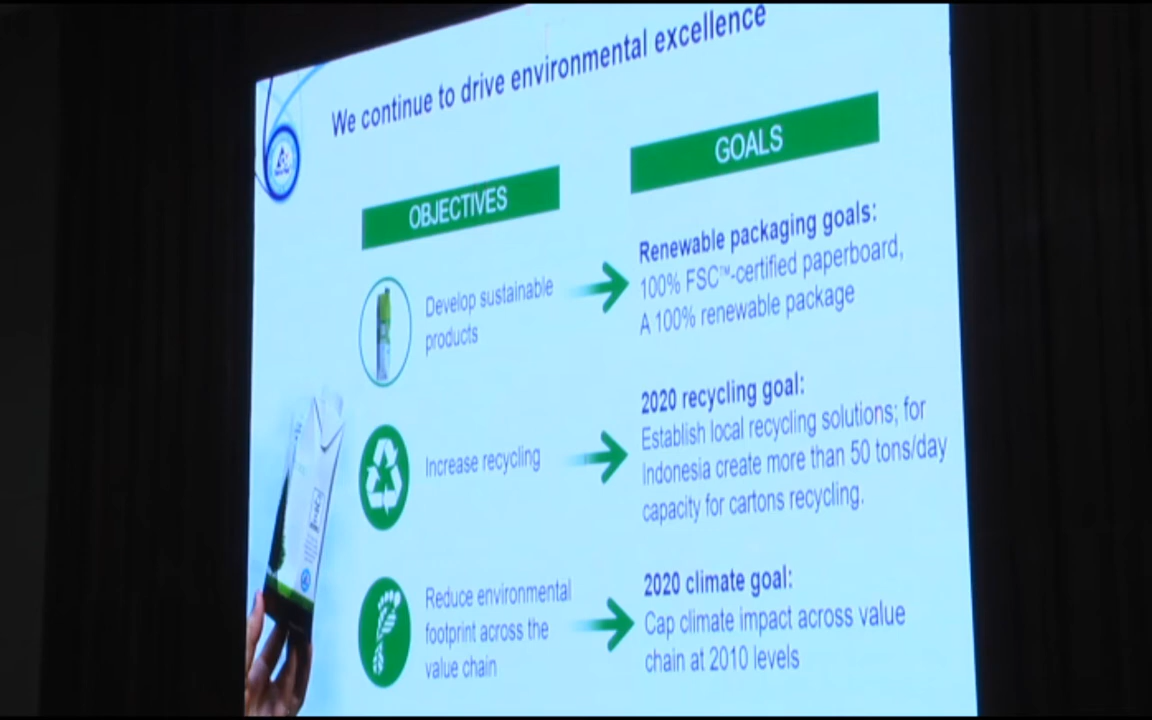 We continue to drive environmental excellence
OBJECTIVES
GOALS
Develop sustainable
products
Renewable packaging goals:
100% FSC™-certified paperboard,
A 100% renewable package
Increase recycling
2020 recycling goal:
Establish local recycling solutions; for
Indonesia create more than 50 tons/day
capacity for cartons recycling.
Reduce environmental
footprint across the
value chain
2020 climate goal:
Cap climate impact across value
chain at 2010 levels